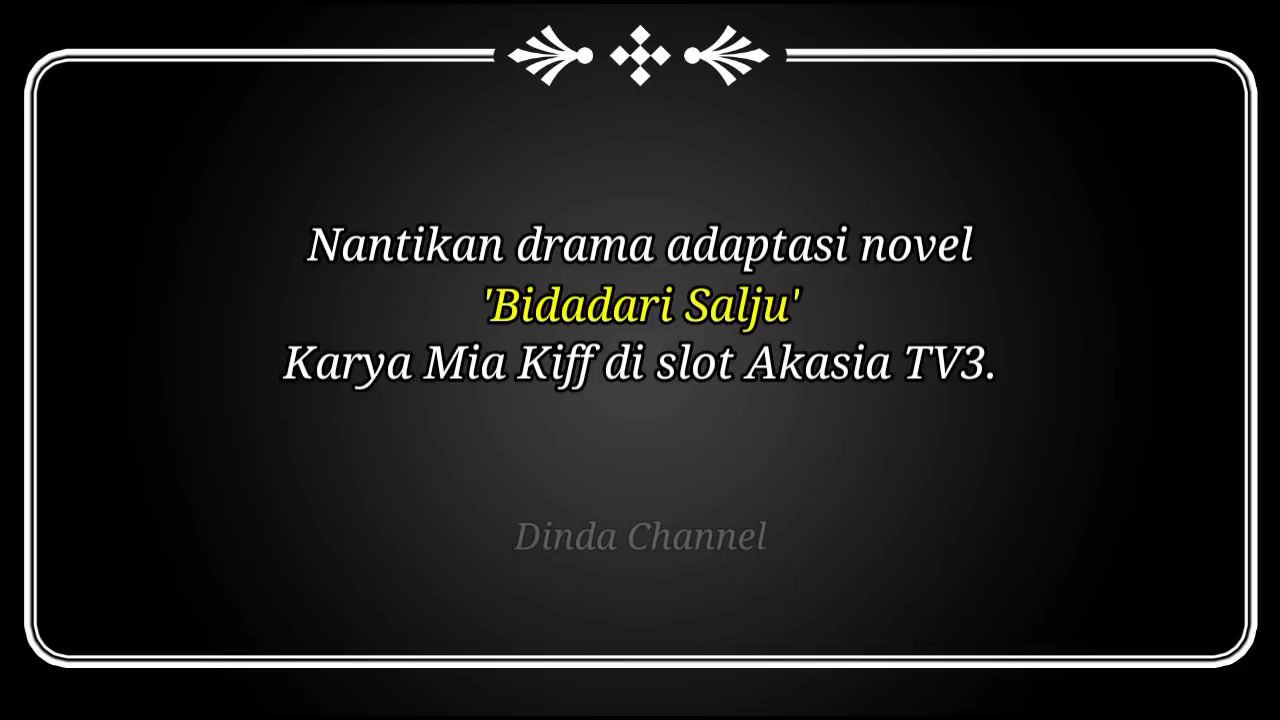 Nantikan drama adaptasi novel
'Bidadari Salju'
Karya Mia Kiff di slot Akasia TV3.
Dinda Channel